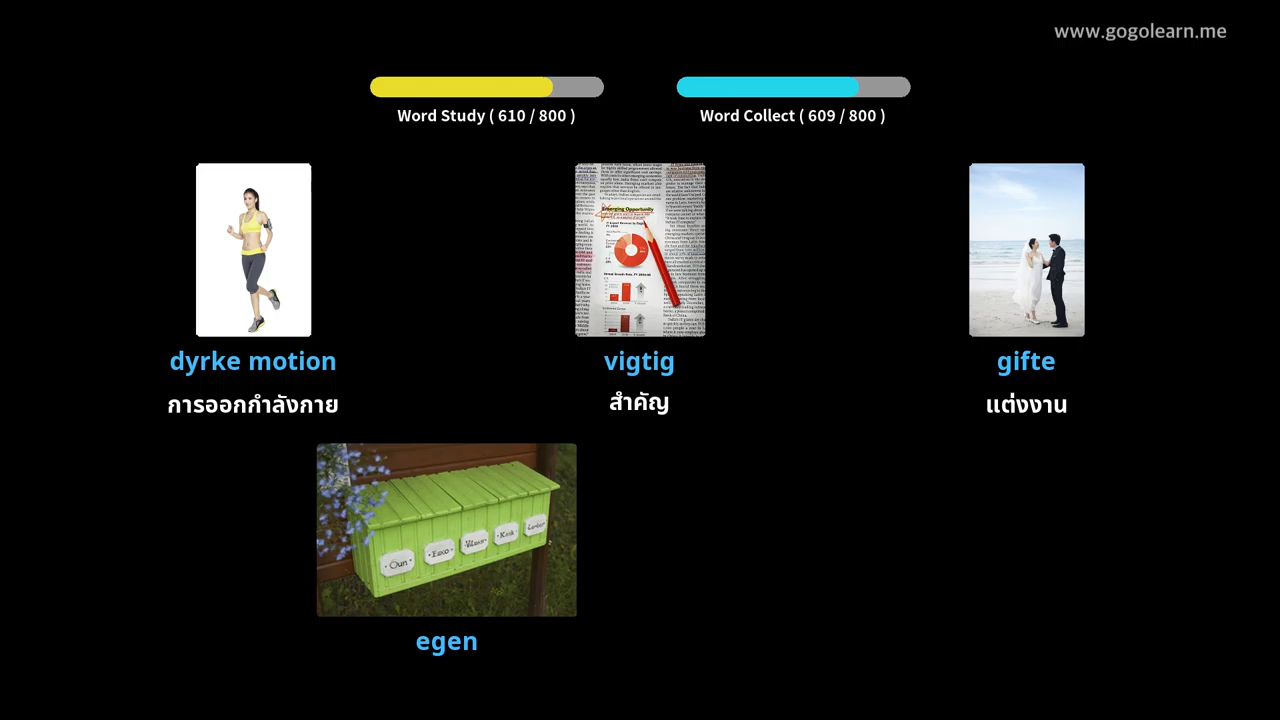 www.gogolearn.me
Word Study ( 610 / 800 )
Word Collect ( 609 / 800 )
Emerging Opportunity
dyrke motion
vigtig
gifte
การออกกำลังกาย
สำคัญ
แต่งงาน
egen